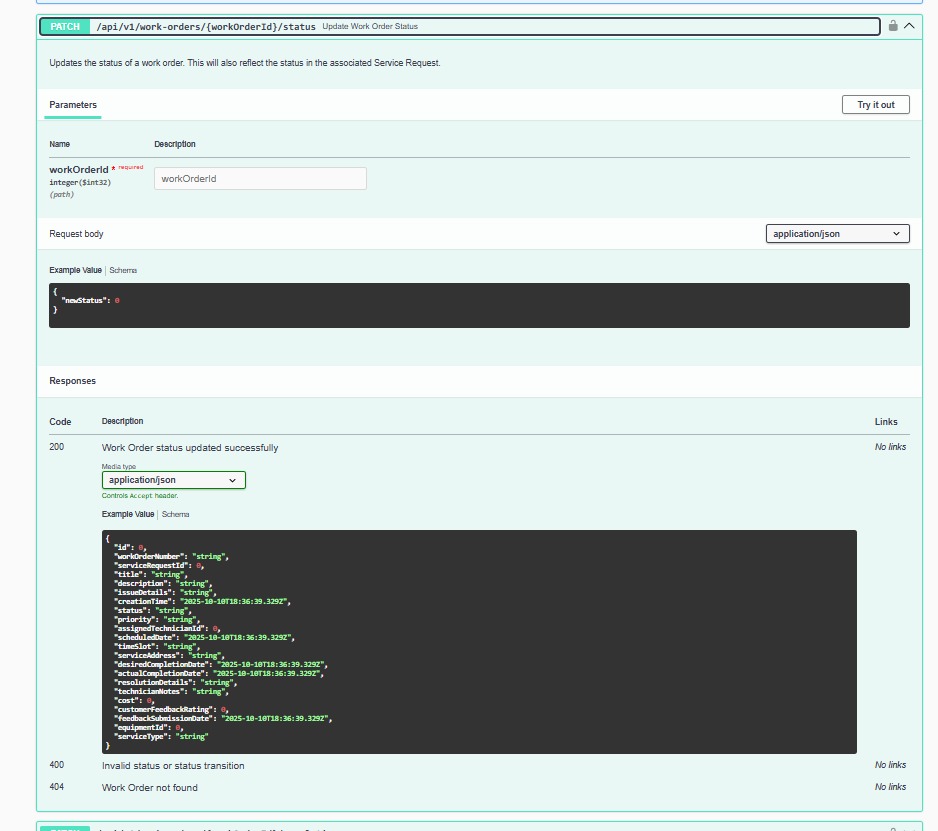 PATCH /api/v1/work-orders/{workOrderId}/status Update Work Order Status
Updates the status of a work order. This will also reflect the status in the associated Service Request.
Parameters
Try it out
Name Description
workOrderId * required
integer($int32)
(path)
workOrderId
Request body
application/json
Example Value | Schema
{
"newStatus": 0
}
Responses
Code Description Links
200 Work Order status updated successfully No links
Media type
application/json
Controls Accept header.
Example Value | Schema
{
"id": 0,
"workOrderNumber": "string",
"serviceRequestId": 0,
"title": "string",
"description": "string",
"issueDetails": "string",
"creationTime": "2025-10-10T18:36:39.329Z",
"status": "string",
"priority": "string",
"assignedTechnicianId": 0,
"scheduledDate": "2025-10-10T18:36:39.329Z",
"timeSlot": "string",
"serviceAddress": "string",
"desiredCompletionDate": "2025-10-10T18:36:39.329Z",
"actualCompletionDate": "2025-10-10T18:36:39.329Z",
"resolutionDetails": "string",
"technicianNotes": "string",
"cost": 0,
"customerFeedbackRating": 0,
"feedbackSubmissionDate": "2025-10-10T18:36:39.329Z",
"equipmentId": 0,
"serviceType": "string"
}
400 Invalid status or status transition No links
404 Work Order not found No links